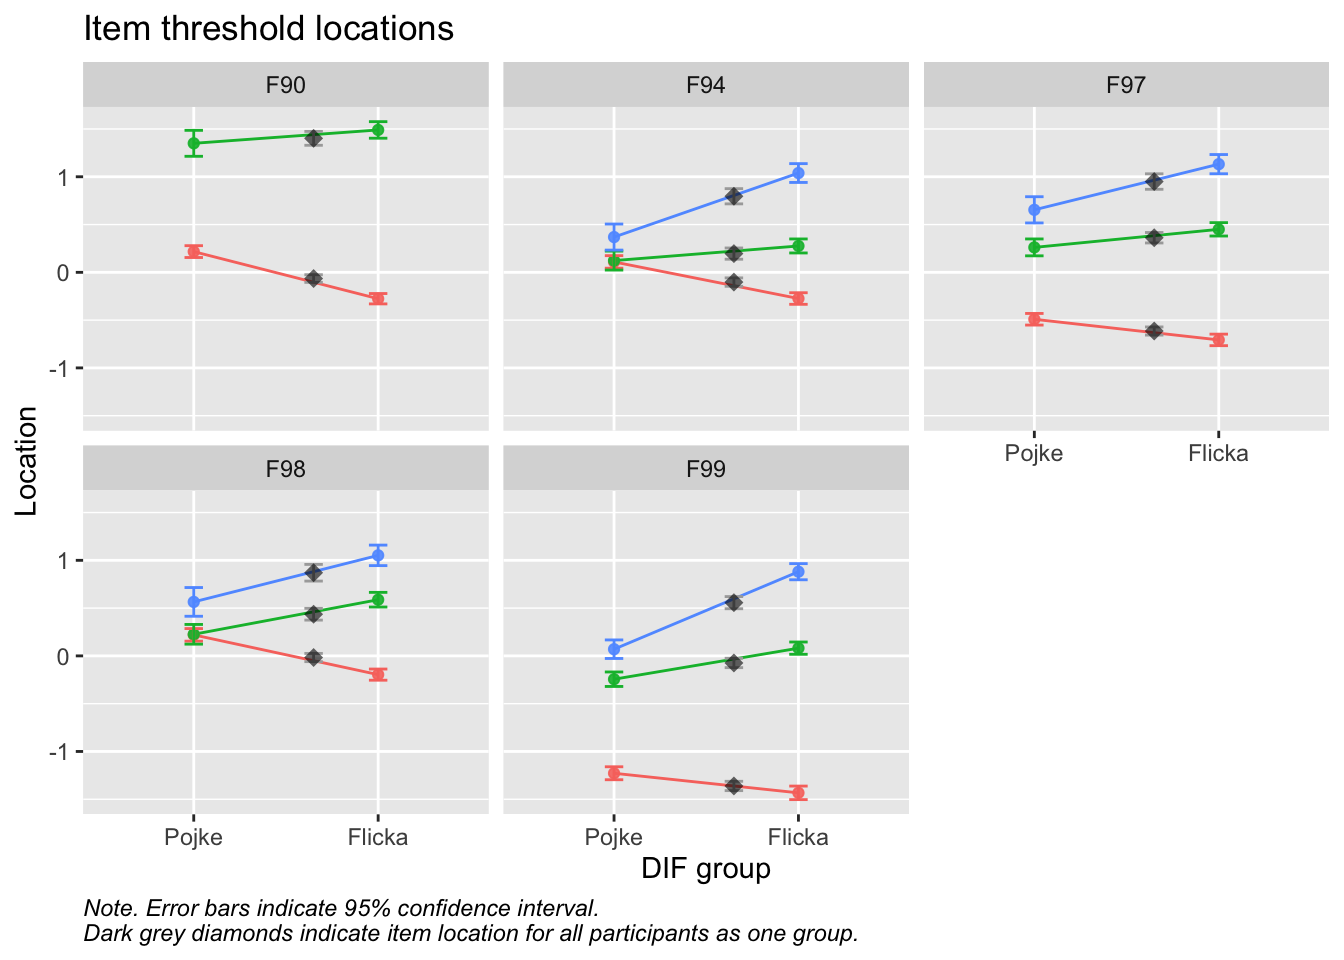 Item threshold locations
F90
F94
F97
1
0
-1
Location
Pojke
Flicka
F98
F99
1
0
-1
Pojke
Flicka
Pojke
Flicka
DIF group
Note. Error bars indicate 95% confidence interval.
Dark grey diamonds indicate item location for all participants as one group.